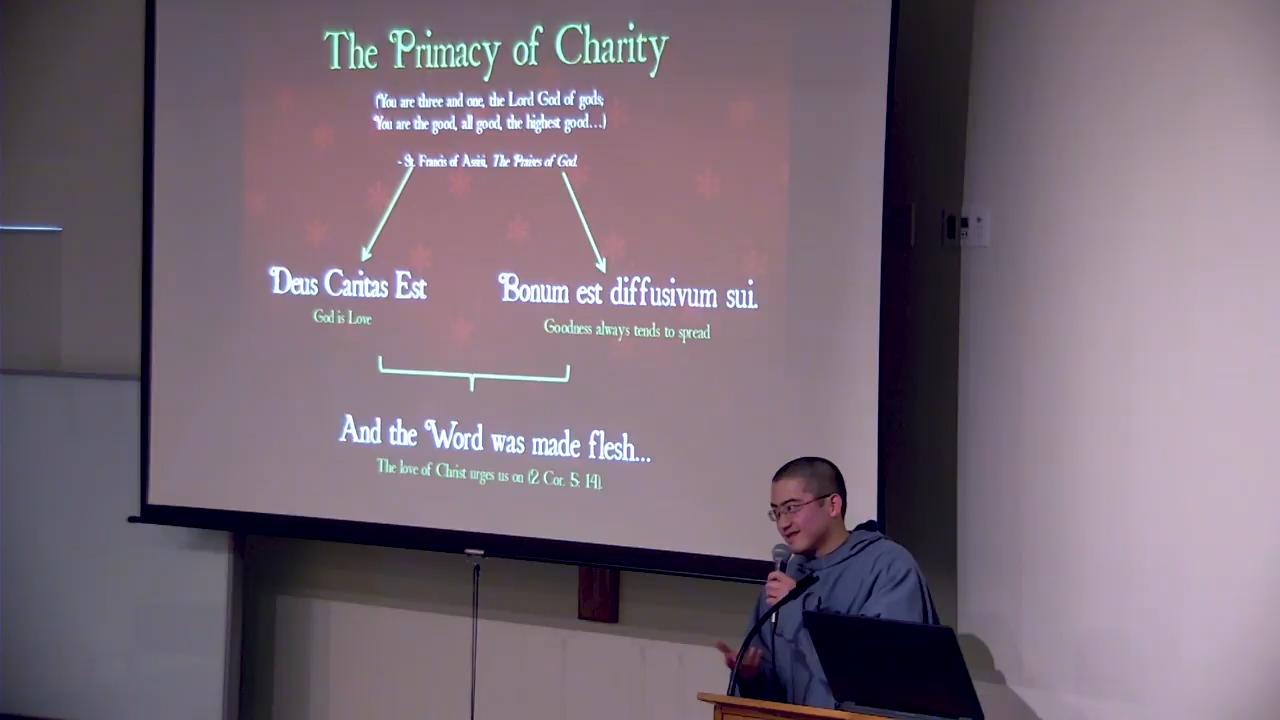 The Primacy of Charity
(You are three and one, the Lord God of gods;
You are the good, all good, the highest good...)
- St. Francis of Assisi, The Praises of God.
Deus Caritas Est
God is Love
Bonum est diffusivum sui.
Goodness always tends to spread
And the Word was made flesh...
The love of Christ urges us on (2 Cor. 5: 14).